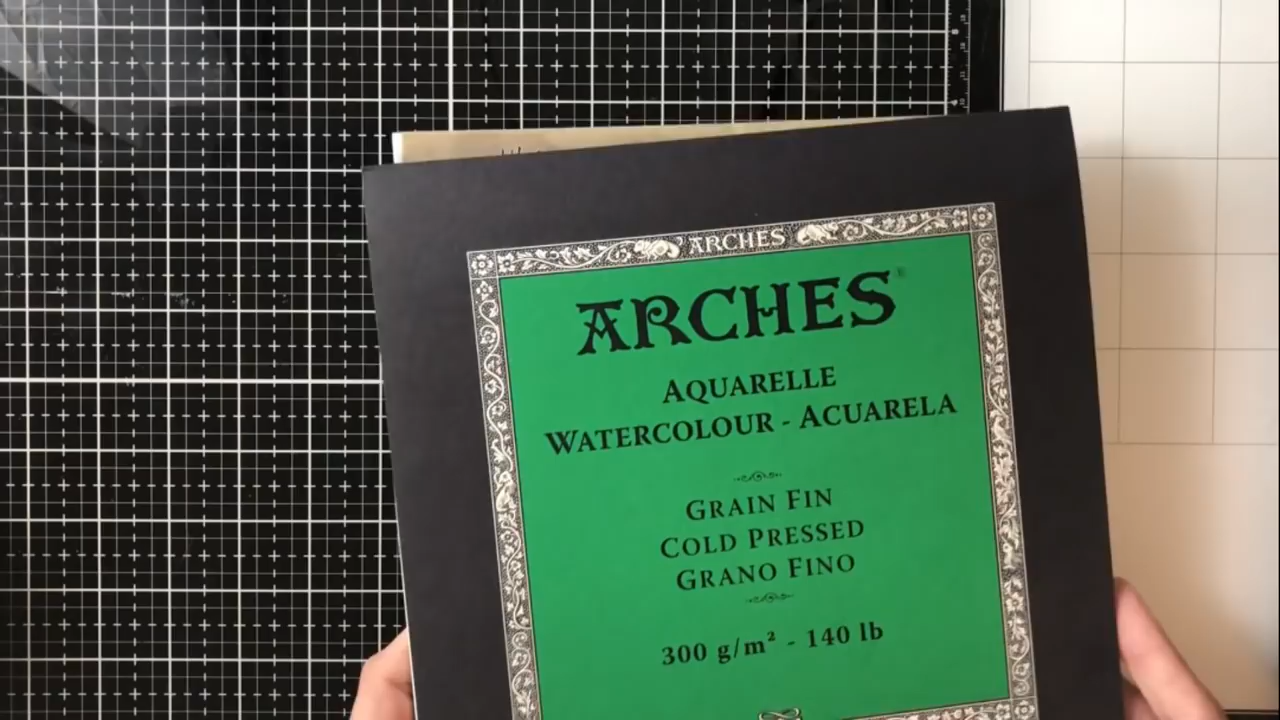 ARCHES
ARCHES®
AQUARELLE
WATERCOLOUR - ACUARELA
GRAIN FIN
COLD PRESSED
GRANO FINO
300 g/m² - 140 lb